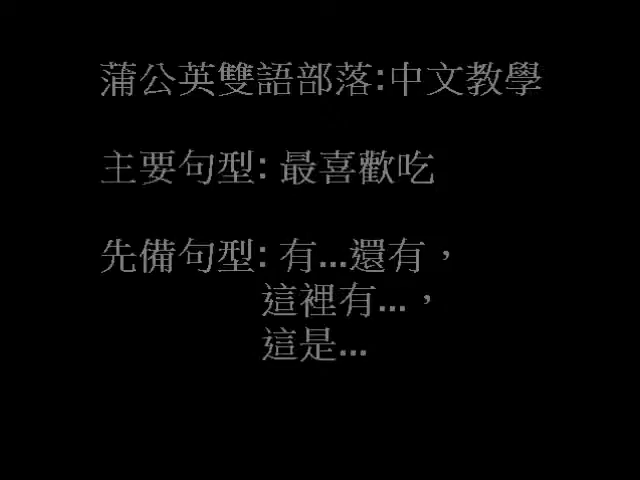 蒲公英雙語部落:中文教學
主要句型: 最喜歡吃
先備句型: 有...還有，
這裡有...，
這是...